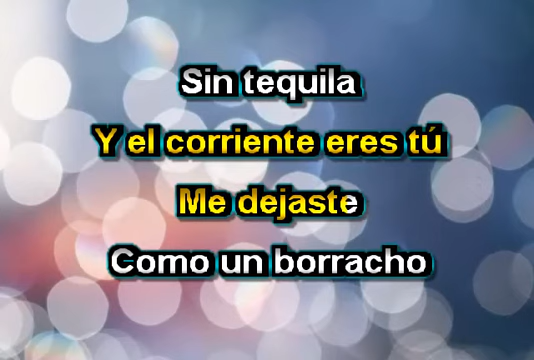 Sin tequila
Y el corriente eres tú
Me dejaste
Como un borracho